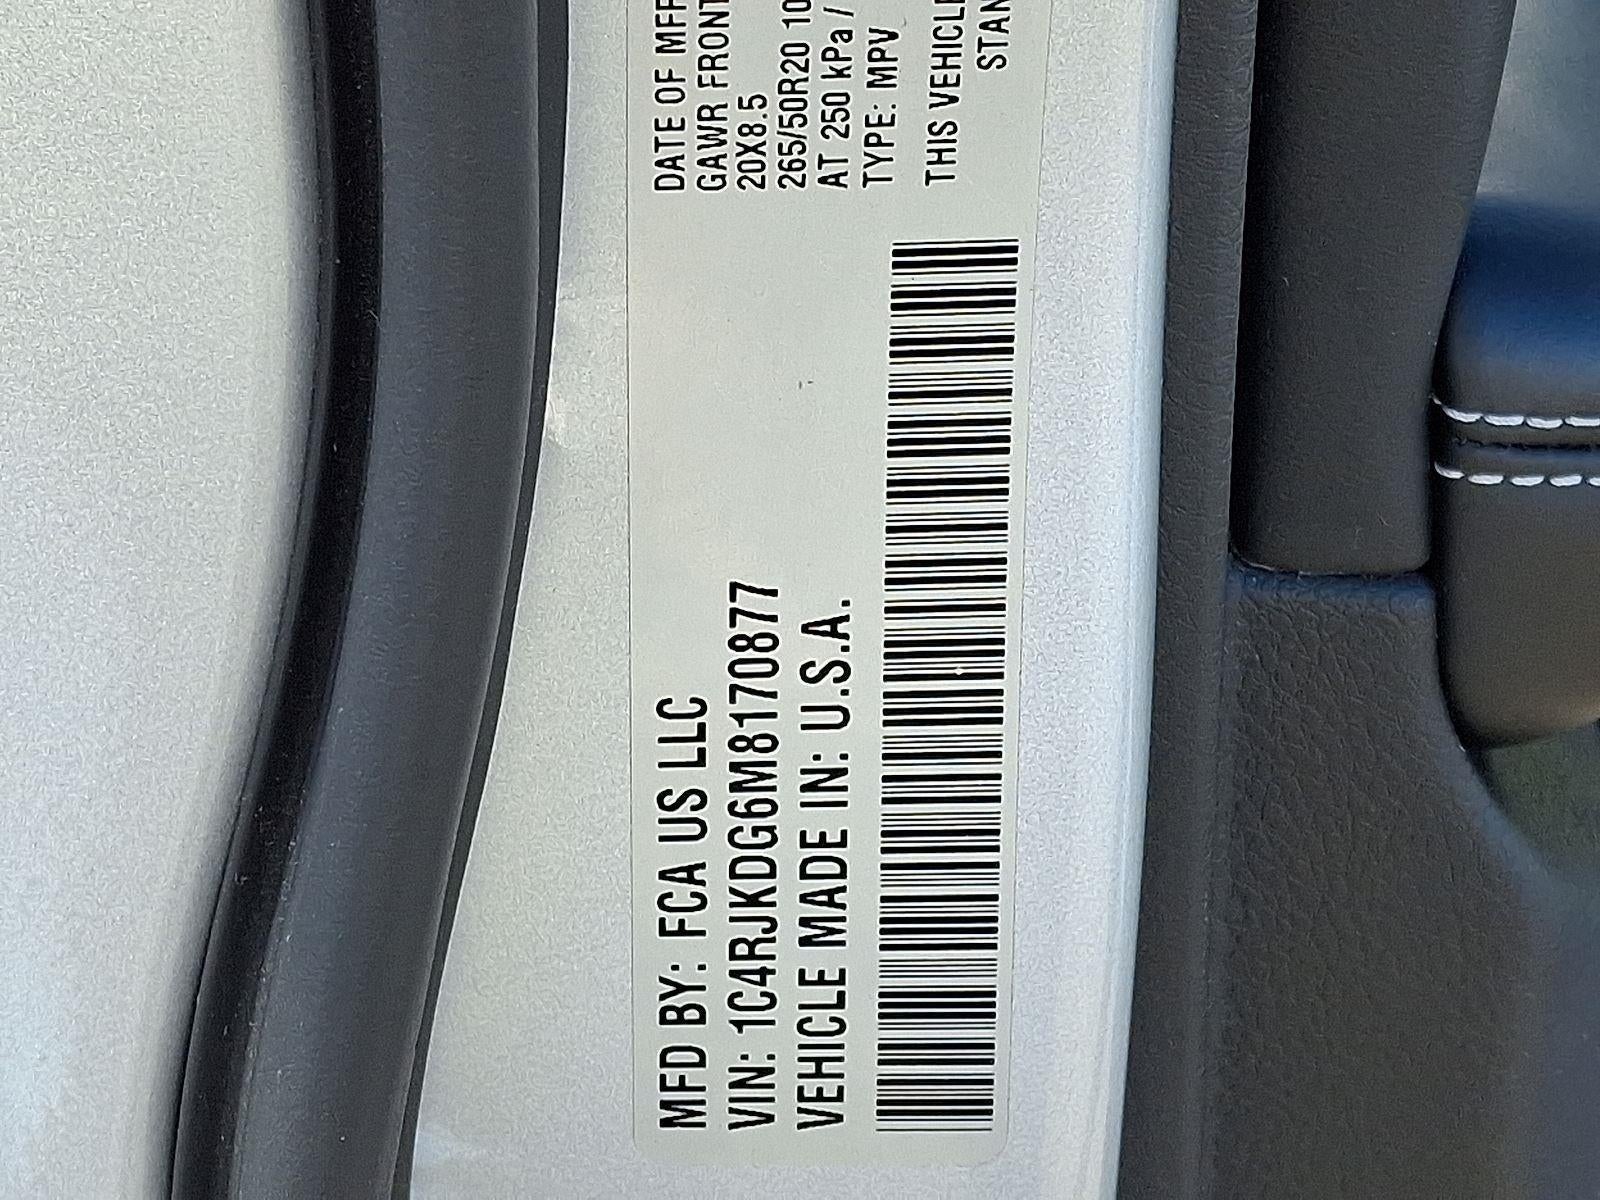 MFD BY: FCA US LLC
VIN: 1C4RJKDG6M8170877
VEHICLE MADE IN: U.S.A.
DATE OF MFR
GAWR FRONT
20X8.5
265/50R20 10
AT 250 kPa /
TYPE: MPV
THIS VEHICLE
STAN